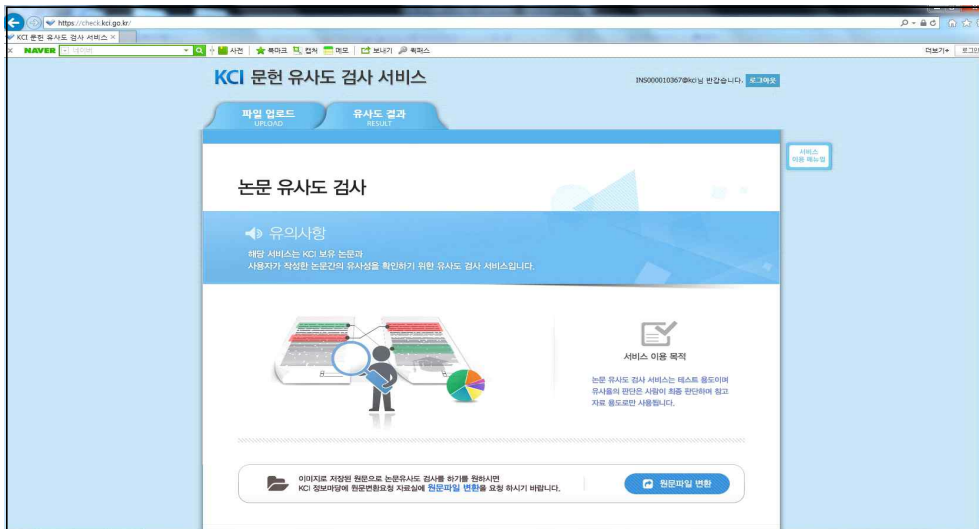 https://check.kci.go.kr/
KCI 문헌 유사도 검사 서비스
NAVER 네이버 사전 북마크 캡처 메모 보내기 퀵패스 더보기+ 로그인
KCI 문헌 유사도 검사 서비스
INS000010367@kci님 반갑습니다. 로그아웃
파일 업로드 유사도 결과
UPLOAD RESULT
서비스
이용 매뉴얼
논문 유사도 검사
유의사항
해당 서비스는 KCI 보유 논문과
사용자가 작성한 논문간의 유사성을 확인하기 위한 유사도 검사 서비스입니다.
서비스 이용 목적
논문 유사도 검사 서비스는 테스트 용도이며
유사율의 판단은 사람이 최종 판단하며 참고
자료 용도로만 사용됩니다.
이미지로 저장된 원문으로 논문유사도 검사를 하기를 원하시면
KCI 정보마당에 원문변환요청 자료실에 원문파일 변환을 요청 하시기 바랍니다.
원문파일 변환